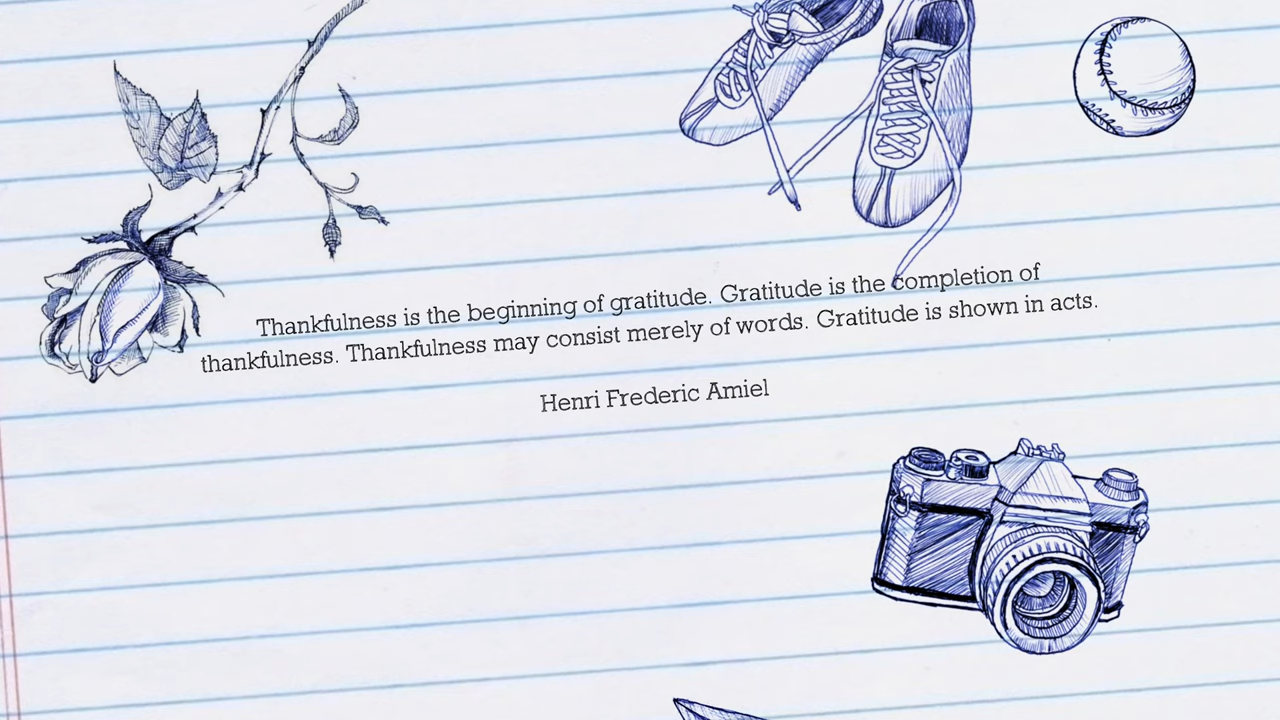 Thankfulness is the beginning of gratitude. Gratitude is the completion of
thankfulness. Thankfulness may consist merely of words. Gratitude is shown in acts.
Henri Frederic Amiel